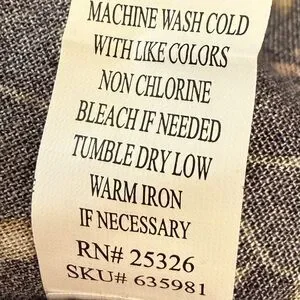 MACHINE WASH COLD
WITH LIKE COLORS
NON CHLORINE
BLEACH IF NEEDED
TUMBLE DRY LOW
WARM IRON
IF NECESSARY
RN# 25326
SKU# 635981